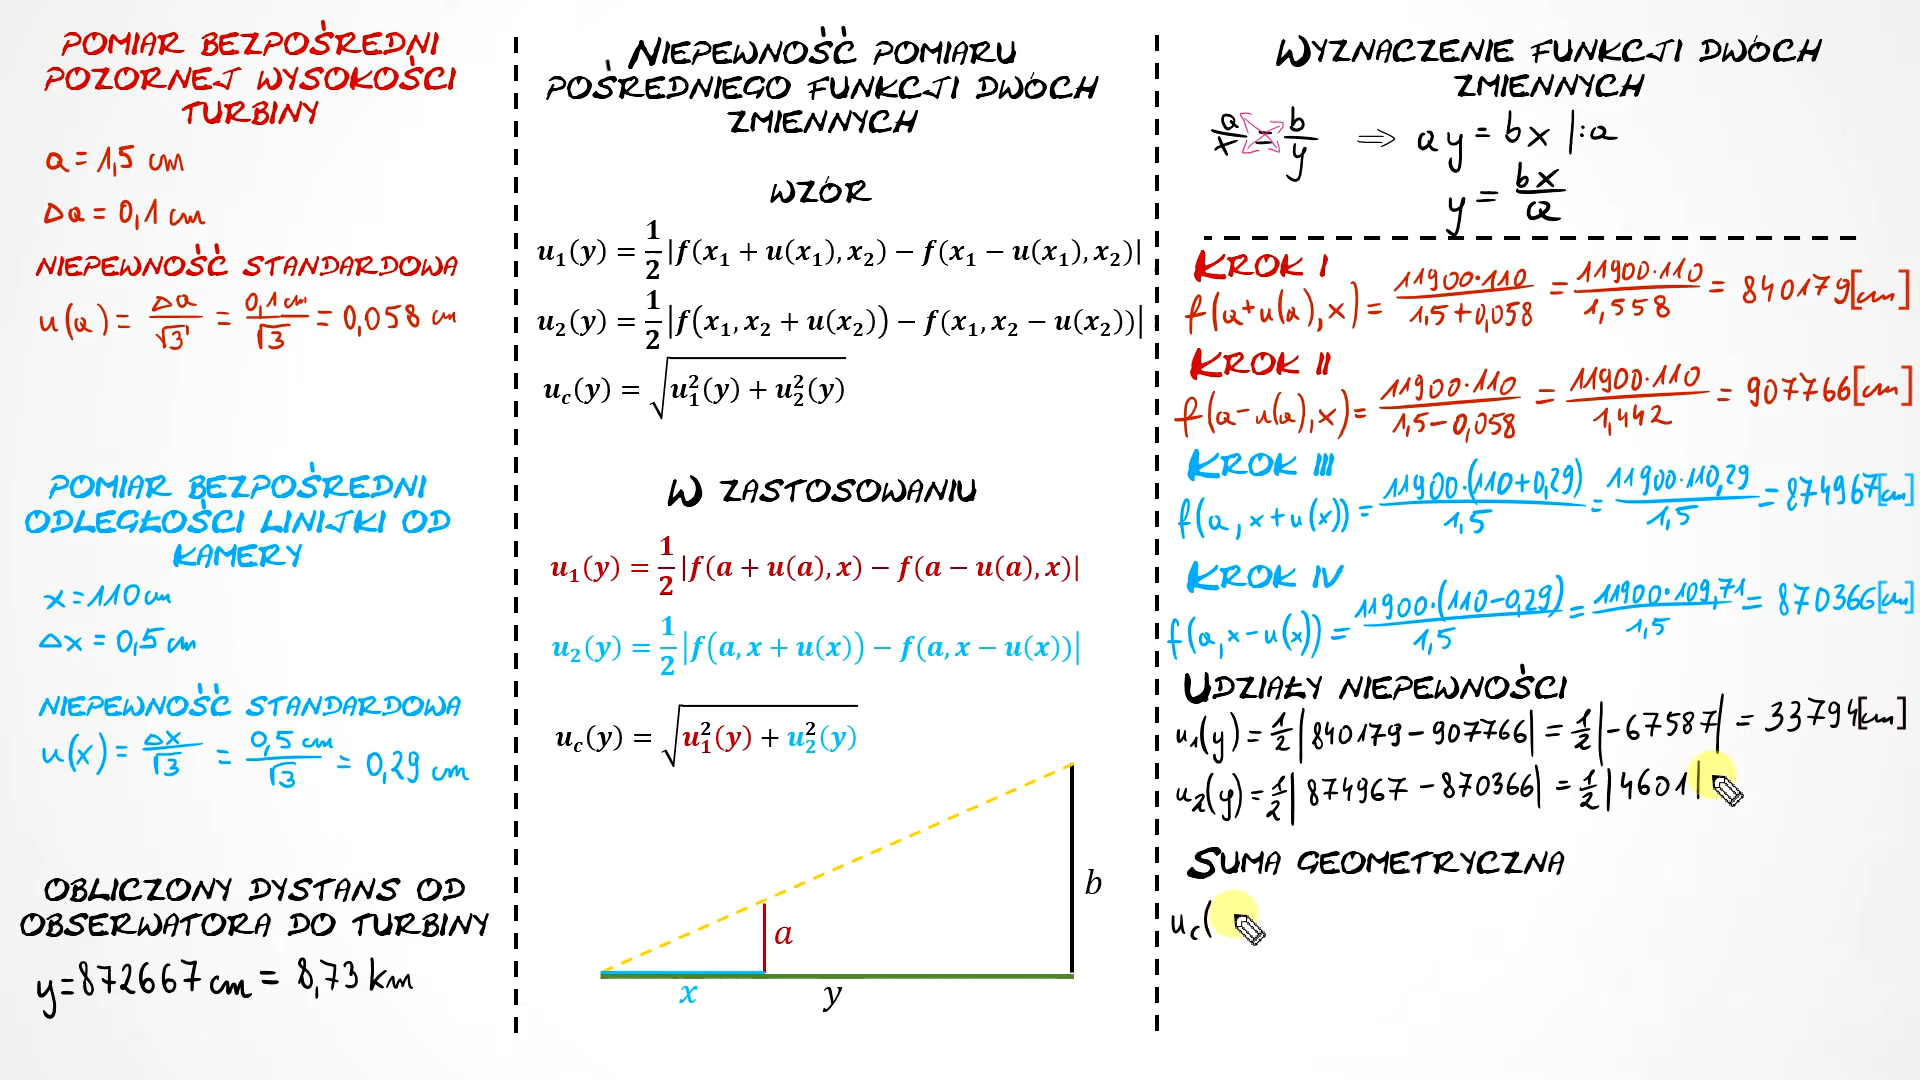 POMIAR BEZPOŚREDNI
POZORNEJ WYSOKOŚCI
TURBINY
a = 1,5 cm
Δa = 0,1 cm
NIEPEWNOŚĆ STANDARDOWA
u(a) = Δa/√3 = 0,1 cm/√3 = 0,058 cm
POMIAR BEZPOŚREDNI
ODLEGŁOŚCI LINIJKI OD
KAMERY
x = 110 cm
Δx = 0,5 cm
NIEPEWNOŚĆ STANDARDOWA
u(x) = Δx/√3 = 0,5 cm/√3 = 0,29 cm
OBLICZONY DYSTANS OD
OBSERWATORA DO TURBINY
y = 872667 cm = 8,73 km
NIEPEWNOŚĆ POMIARU
POŚREDNIEGO FUNKCJI DWÓCH
ZMIENNYCH
WZÓR
u₁(y) = 1/2 |f(x₁ + u(x₁), x₂) − f(x₁ − u(x₁), x₂)|
u₂(y) = 1/2 |f(x₁, x₂ + u(x₂)) − f(x₁, x₂ − u(x₂))|
u_c(y) = √(u₁²(y) + u₂²(y))
W ZASTOSOWANIU
u₁(y) = 1/2 |f(a + u(a), x) − f(a − u(a), x)|
u₂(y) = 1/2 |f(a, x + u(x)) − f(a, x − u(x))|
u_c(y) = √(u₁²(y) + u₂²(y))
b
a
x
y
WYZNACZENIE FUNKCJI DWÓCH
ZMIENNYCH
a/x = b/y ⟹ ay = bx |:a
y = bx/a
KROK I
f(a+u(a), x) = 11900·110/1,5+0,058 = 11900·110/1,558 = 840179 [cm]
KROK II
f(a−u(a), x) = 11900·110/1,5−0,058 = 11900·110/1,442 = 907766 [cm]
KROK III
f(a, x+u(x)) = 11900·(110+0,29)/1,5 = 11900·110,29/1,5 = 874967 [cm]
KROK IV
f(a, x−u(x)) = 11900·(110−0,29)/1,5 = 11900·109,71/1,5 = 870366 [cm]
UDZIAŁY NIEPEWNOŚCI
u₁(y) = 1/2 |840179 − 907766| = 1/2 |−67587| = 33794 [cm]
u₂(y) = 1/2 |874967 − 870366| = 1/2 |4601|
SUMA GEOMETRYCZNA
u_c(